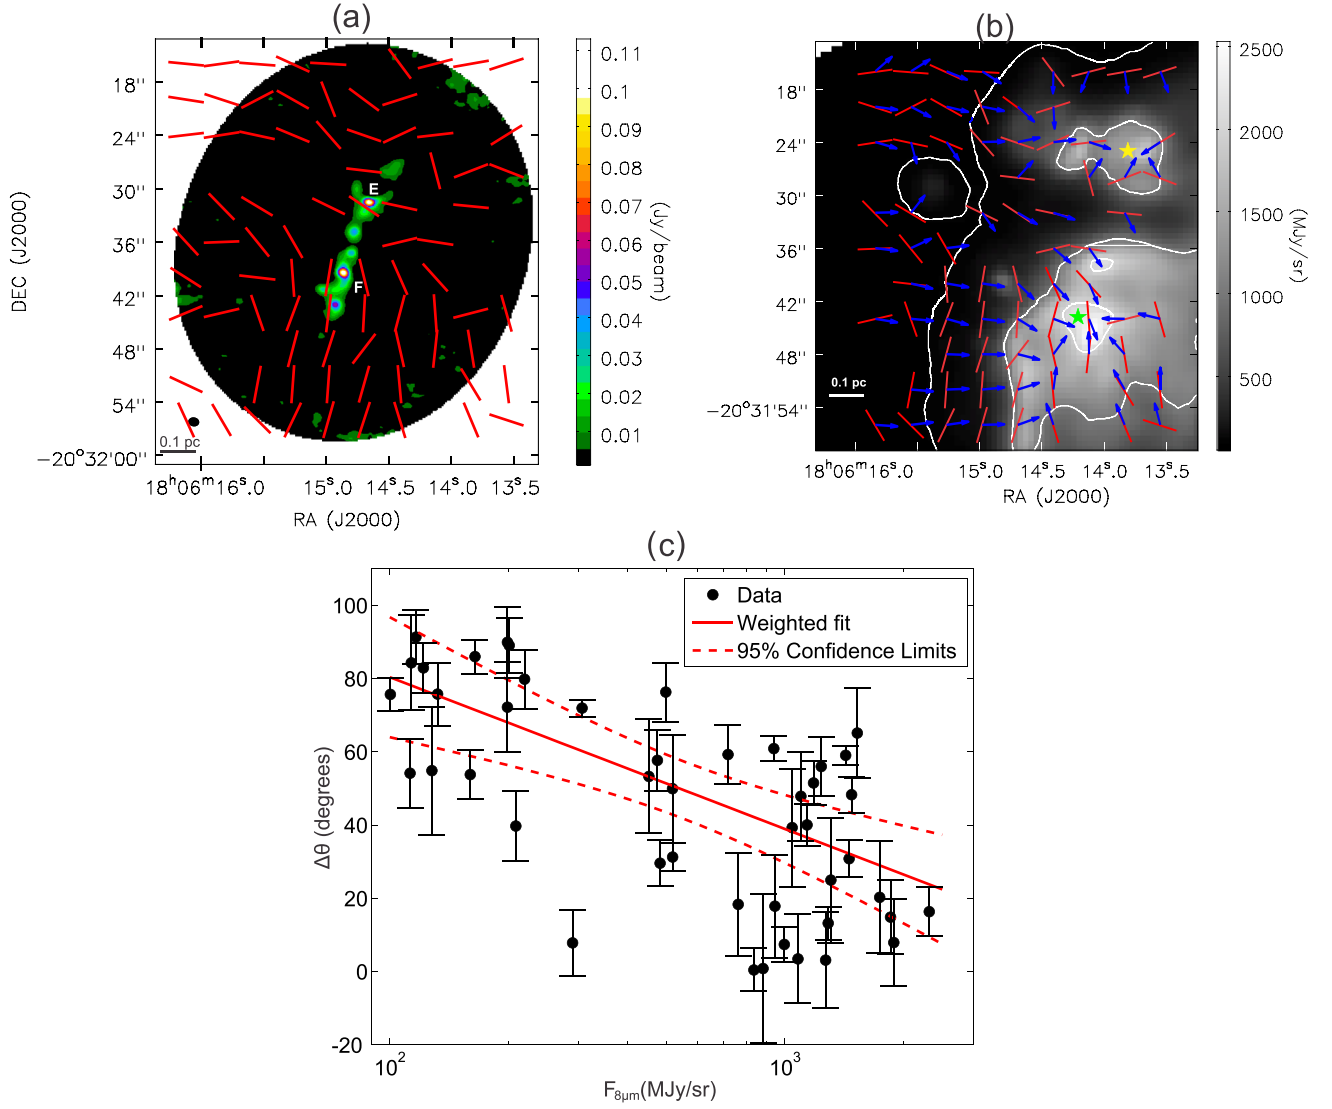 (a)
18''
24''
30''
36''
42''
48''
54''
−20°32'00''
DEC (J2000)
E
F
0.1 pc
18h06m16s.0
15s.0
14s.5
14s.0
13s.5
RA (J2000)
0.11
0.1
0.09
0.08
0.07
0.06
0.05
0.04
0.03
0.02
0.01
(Jy/beam)
(b)
18''
24''
30''
36''
42''
48''
−20°31'54''
0.1 pc
18h06m16s.0
15s.0
14s.5
14s.0
13s.5
RA (J2000)
2500
2000
1500
1000
500
(MJy/sr)
(c)
Data
Weighted fit
95% Confidence Limits
100
80
60
40
20
0
-20
Δθ (degrees)
10²
10³
F8μm(MJy/sr)